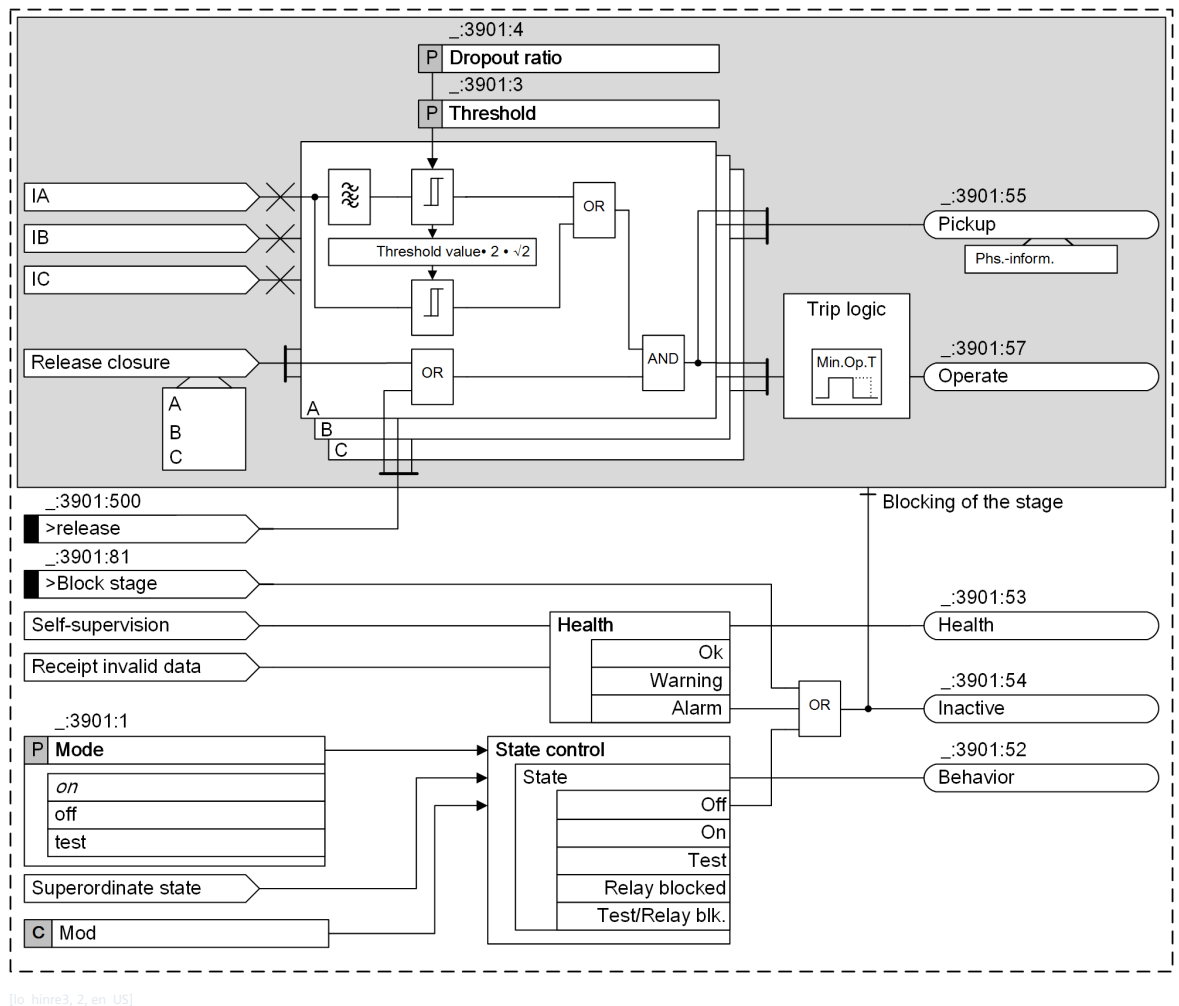 _:3901:4
P Dropout ratio
_:3901:3
P Threshold
IA
IB
IC
OR
Threshold value• 2 • √2
_:3901:55
Pickup
Phs.-inform.
Trip logic
Min.Op.T
_:3901:57
Operate
Release closure
A
B
C
OR
AND
A
B
C
_:3901:500
>release
Blocking of the stage
_:3901:81
>Block stage
Self-supervision
Receipt invalid data
Health
Ok
Warning
Alarm
OR
_:3901:53
Health
_:3901:54
Inactive
_:3901:52
Behavior
_:3901:1
P Mode
on
off
test
State control
State
Off
On
Test
Relay blocked
Test/Relay blk.
Superordinate state
C Mod
[lo_hinre3, 2, en_US]